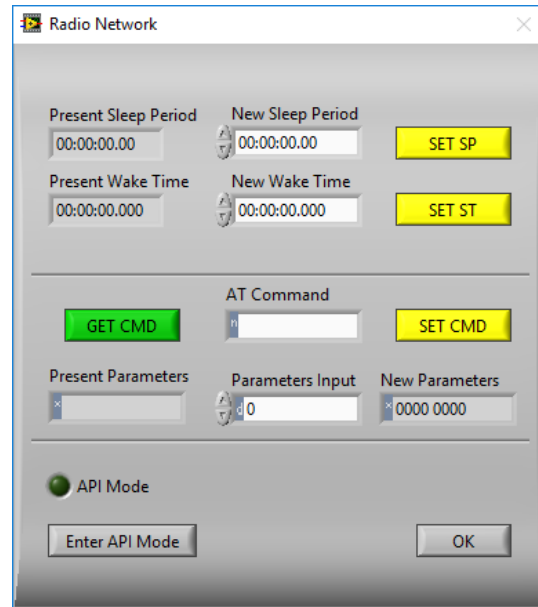 Radio Network
Present Sleep Period New Sleep Period
00:00:00.00 00:00:00.00 SET SP
Present Wake Time New Wake Time
00:00:00.000 00:00:00.000 SET ST
AT Command
GET CMD n SET CMD
Present Parameters Parameters Input New Parameters
x d 0 x 0000 0000
API Mode
Enter API Mode OK